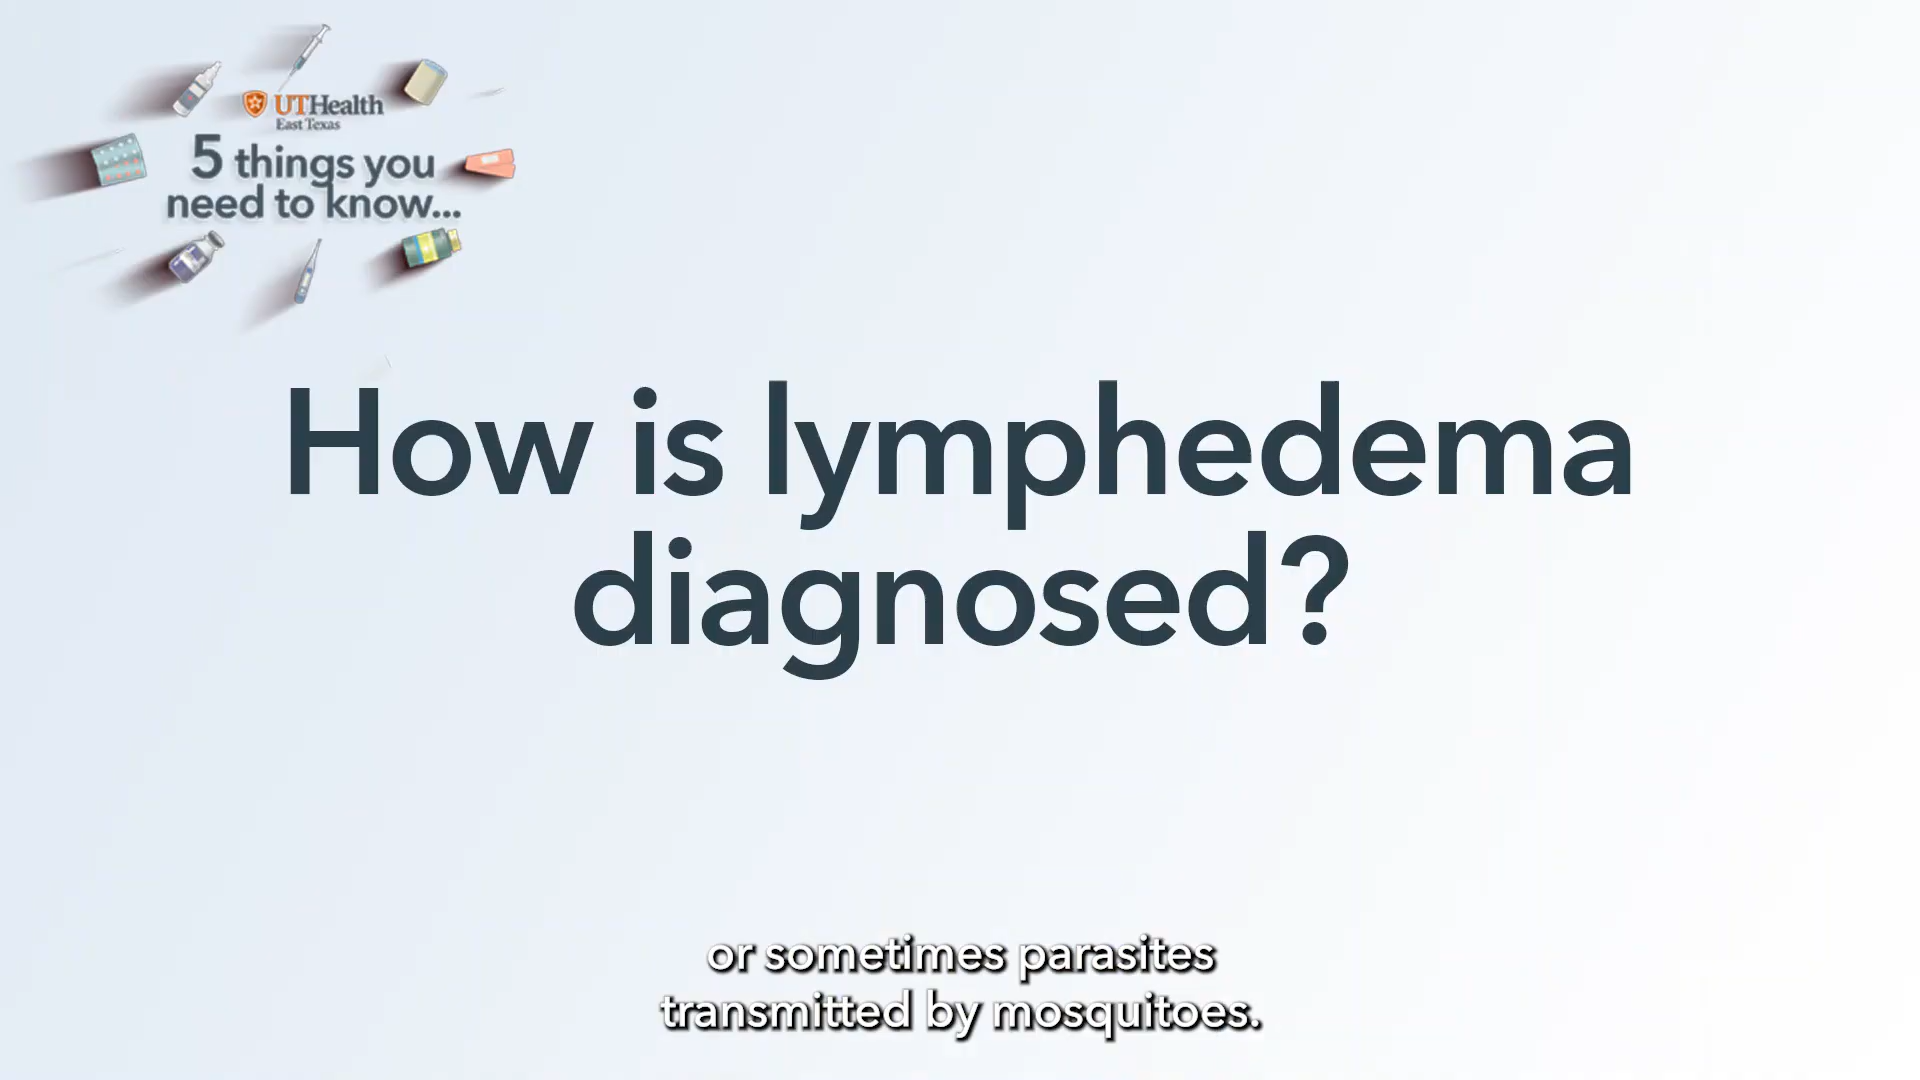 UTHealth
East Texas
5 things you
need to know...
How is lymphedema
diagnosed?
or sometimes parasites
transmitted by mosquitoes.